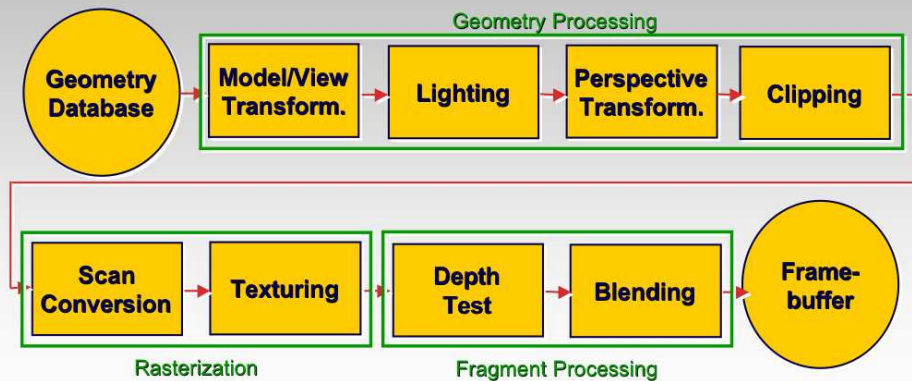 Geometry Processing
Geometry
Database
Model/View
Transform.
Lighting
Perspective
Transform.
Clipping
Scan
Conversion
Texturing
Depth
Test
Blending
Frame-
buffer
Rasterization
Fragment Processing